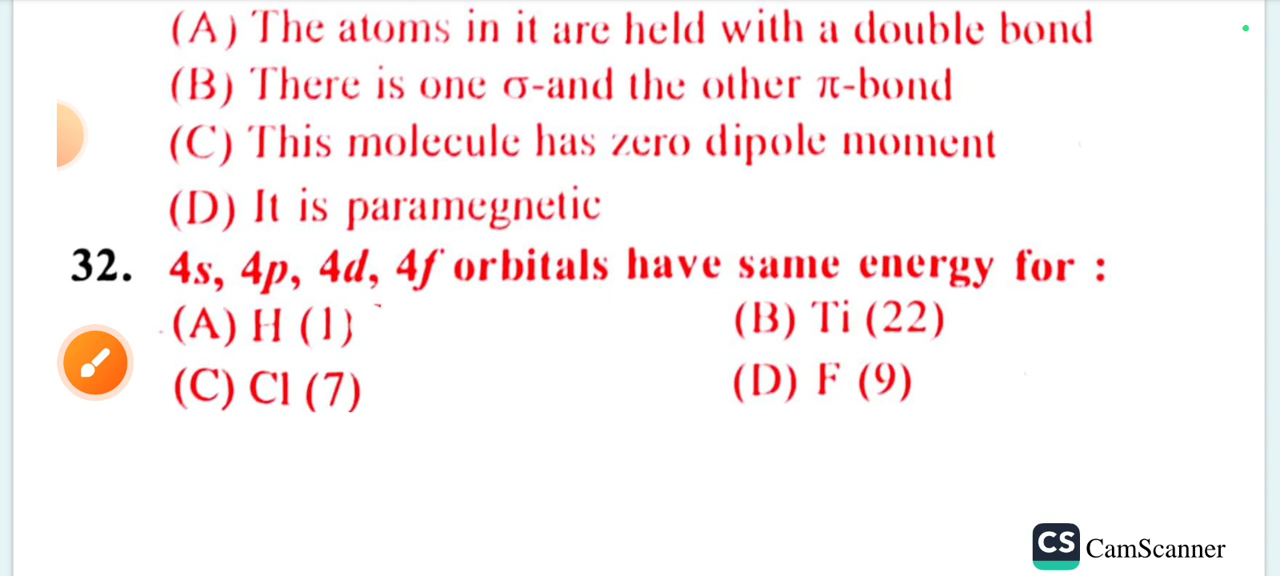 (A) The atoms in it are held with a double bond
(B) There is one σ-and the other π-bond
(C) This molecule has zero dipole moment
(D) It is paramegnetic
32. 4s, 4p, 4d, 4f orbitals have same energy for :
(A) H (1)
(B) Ti (22)
(C) Cl (7)
(D) F (9)
CS CamScanner